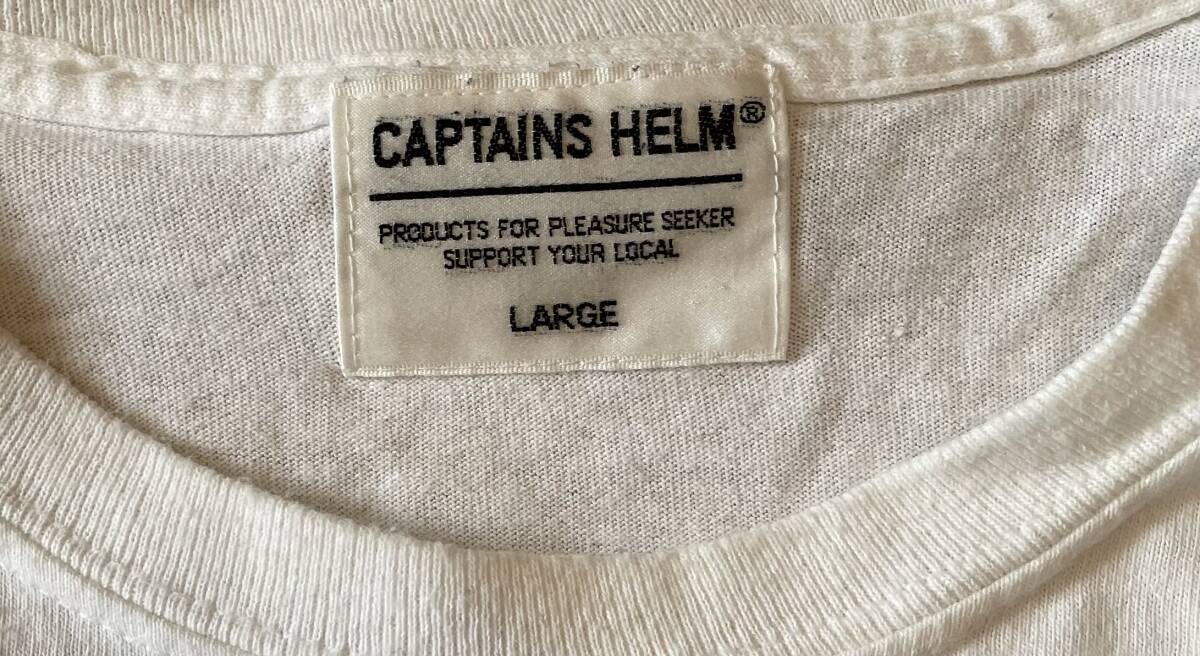 CAPTAINS HELM®
PRODUCTS FOR PLEASURE SEEKER
SUPPORT YOUR LOCAL
LARGE